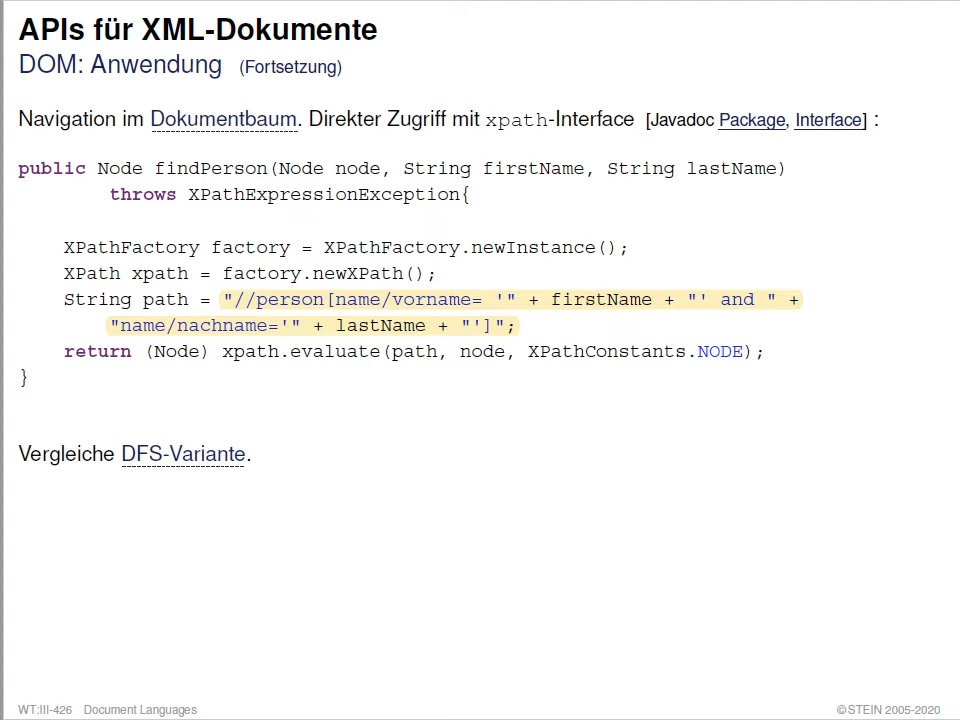 APIs für XML-Dokumente
DOM: Anwendung (Fortsetzung)
Navigation im Dokumentbaum. Direkter Zugriff mit xpath-Interface [Javadoc Package, Interface] :
public Node findPerson(Node node, String firstName, String lastName)
throws XPathExpressionException{
XPathFactory factory = XPathFactory.newInstance();
XPath xpath = factory.newXPath();
String path = "//person[name/vorname= '" + firstName + "' and " +
"name/nachname='" + lastName + "']";
return (Node) xpath.evaluate(path, node, XPathConstants.NODE);
}
Vergleiche DFS-Variante.
WT:III-426 Document Languages ©STEIN 2005-2020